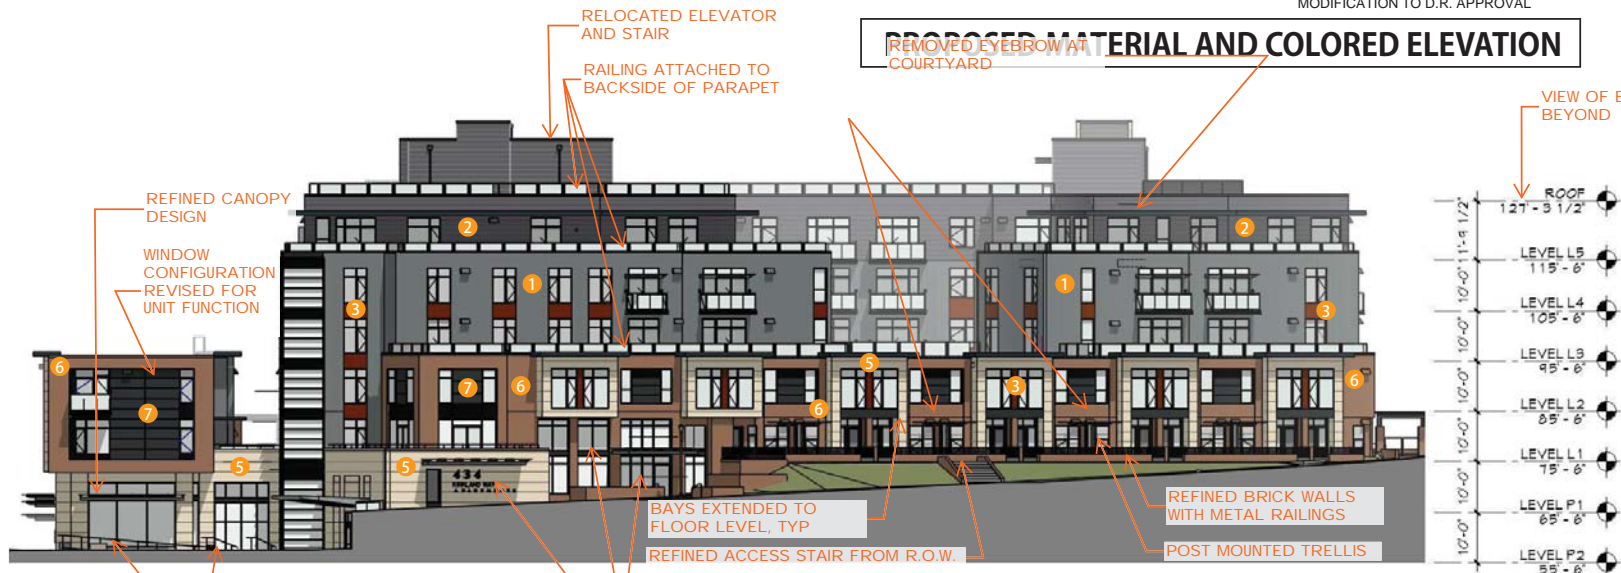 MODIFICATION TO D.R. APPROVAL
PROPOSED MATERIAL AND COLORED ELEVATION
RELOCATED ELEVATOR
AND STAIR
REMOVED EYEBROW AT
COURTYARD
RAILING ATTACHED TO
BACKSIDE OF PARAPET
VIEW OF
BEYOND
REFINED CANOPY
DESIGN
WINDOW
CONFIGURATION
REVISED FOR
UNIT FUNCTION
2
2
1
1
3
3
6
7
7
6
5
3
6
6
5
5
434
BAYS EXTENDED TO
FLOOR LEVEL, TYP
REFINED ACCESS STAIR FROM R.O.W.
REFINED BRICK WALLS
WITH METAL RAILINGS
POST MOUNTED TRELLIS
ROOF
127'-3 1/2"
11'-9 1/2"
LEVEL L5
115'-6"
10'-0"
LEVEL L4
105'-6"
10'-0"
LEVEL L3
95'-6"
10'-0"
LEVEL L2
85'-6"
10'-0"
LEVEL L1
75'-6"
10'-0"
LEVEL P1
65'-6"
10'-0"
LEVEL P2
55'-6"